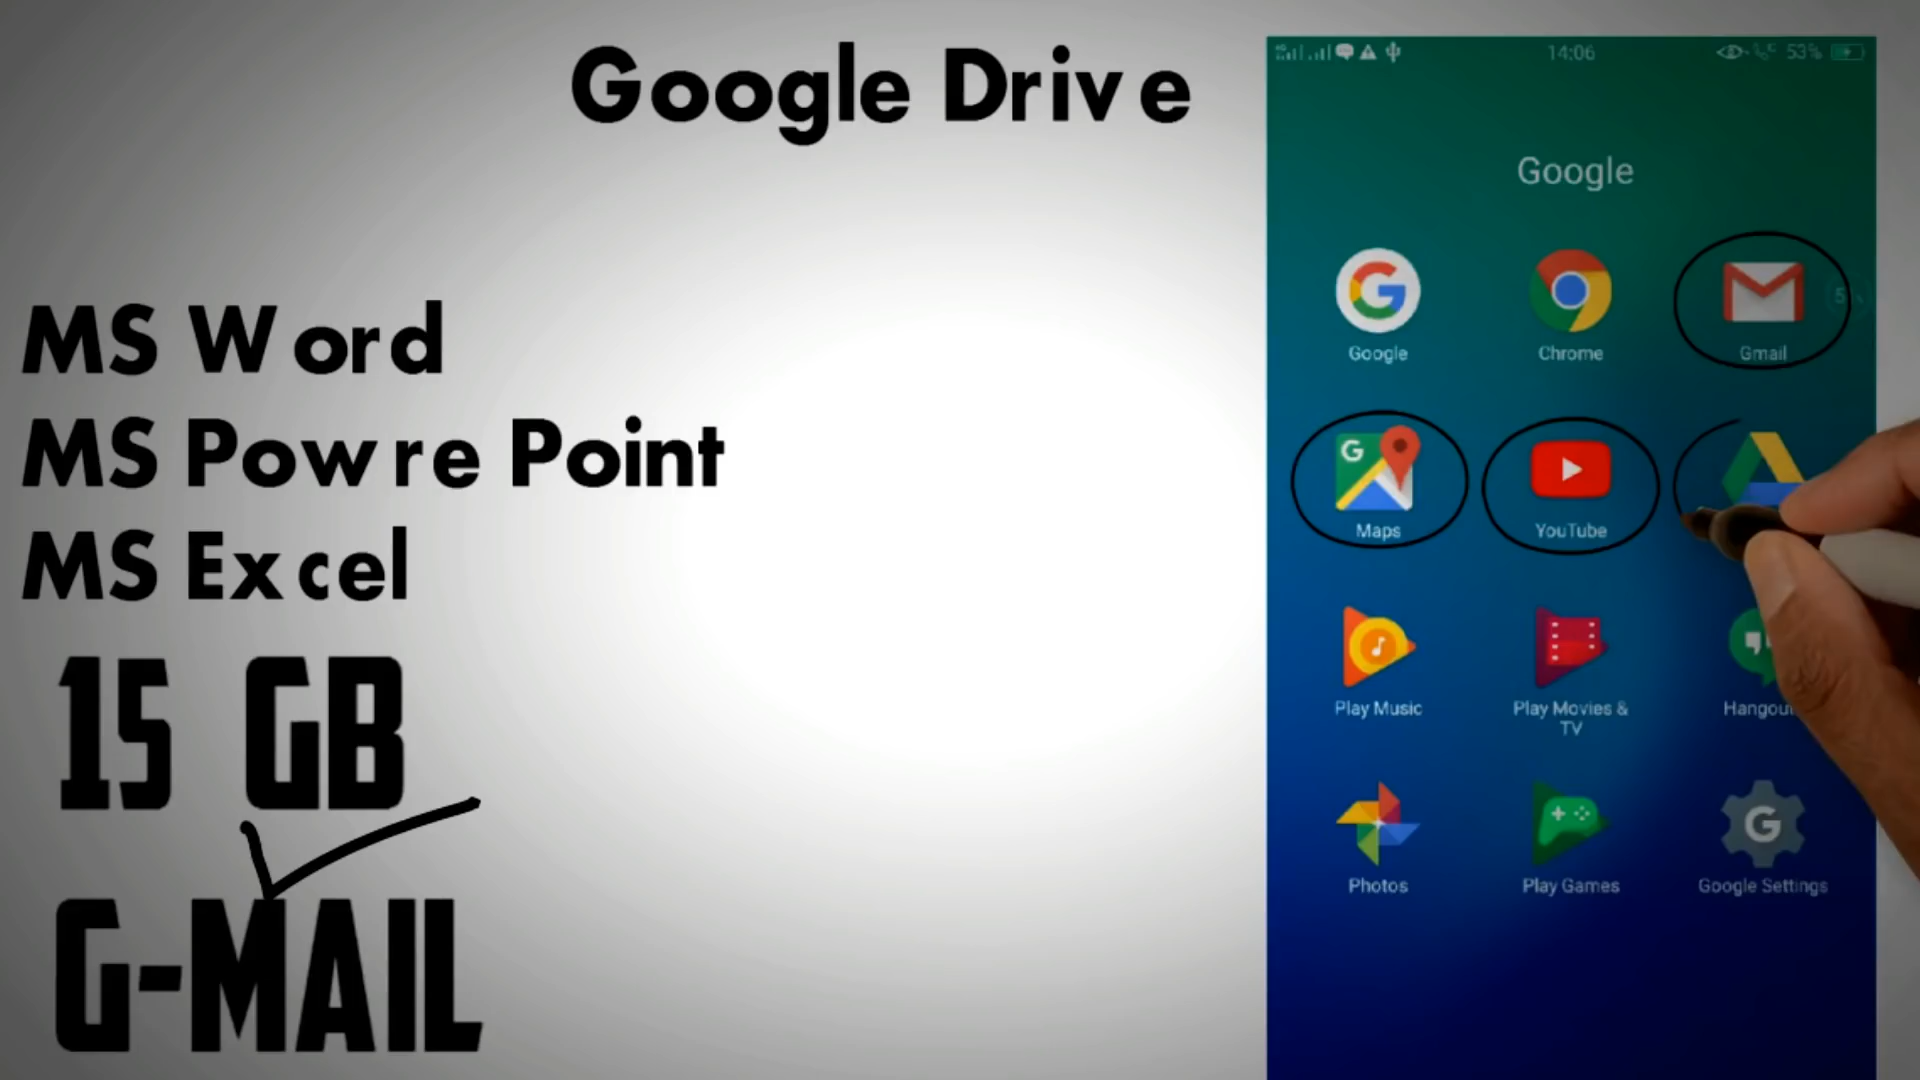 Google Drive
MS Word
MS Powre Point
MS Excel
15 GB
G-MAIL
14:06
53%
Google
Google
Chrome
Gmail
Maps
YouTube
Play Music
Play Movies &
TV
Photos
Play Games
Google Settings